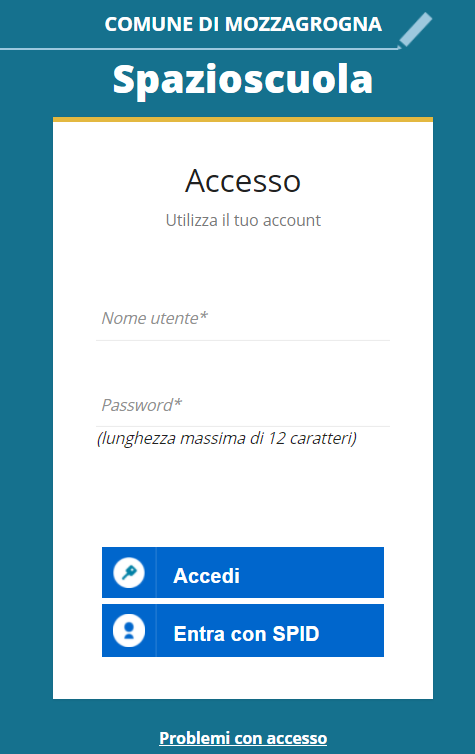 COMUNE DI MOZZAGROGNA
Spazioscuola
Accesso
Utilizza il tuo account
Nome utente*
Password*
(lunghezza massima di 12 caratteri)
Accedi
Entra con SPID
Problemi con accesso